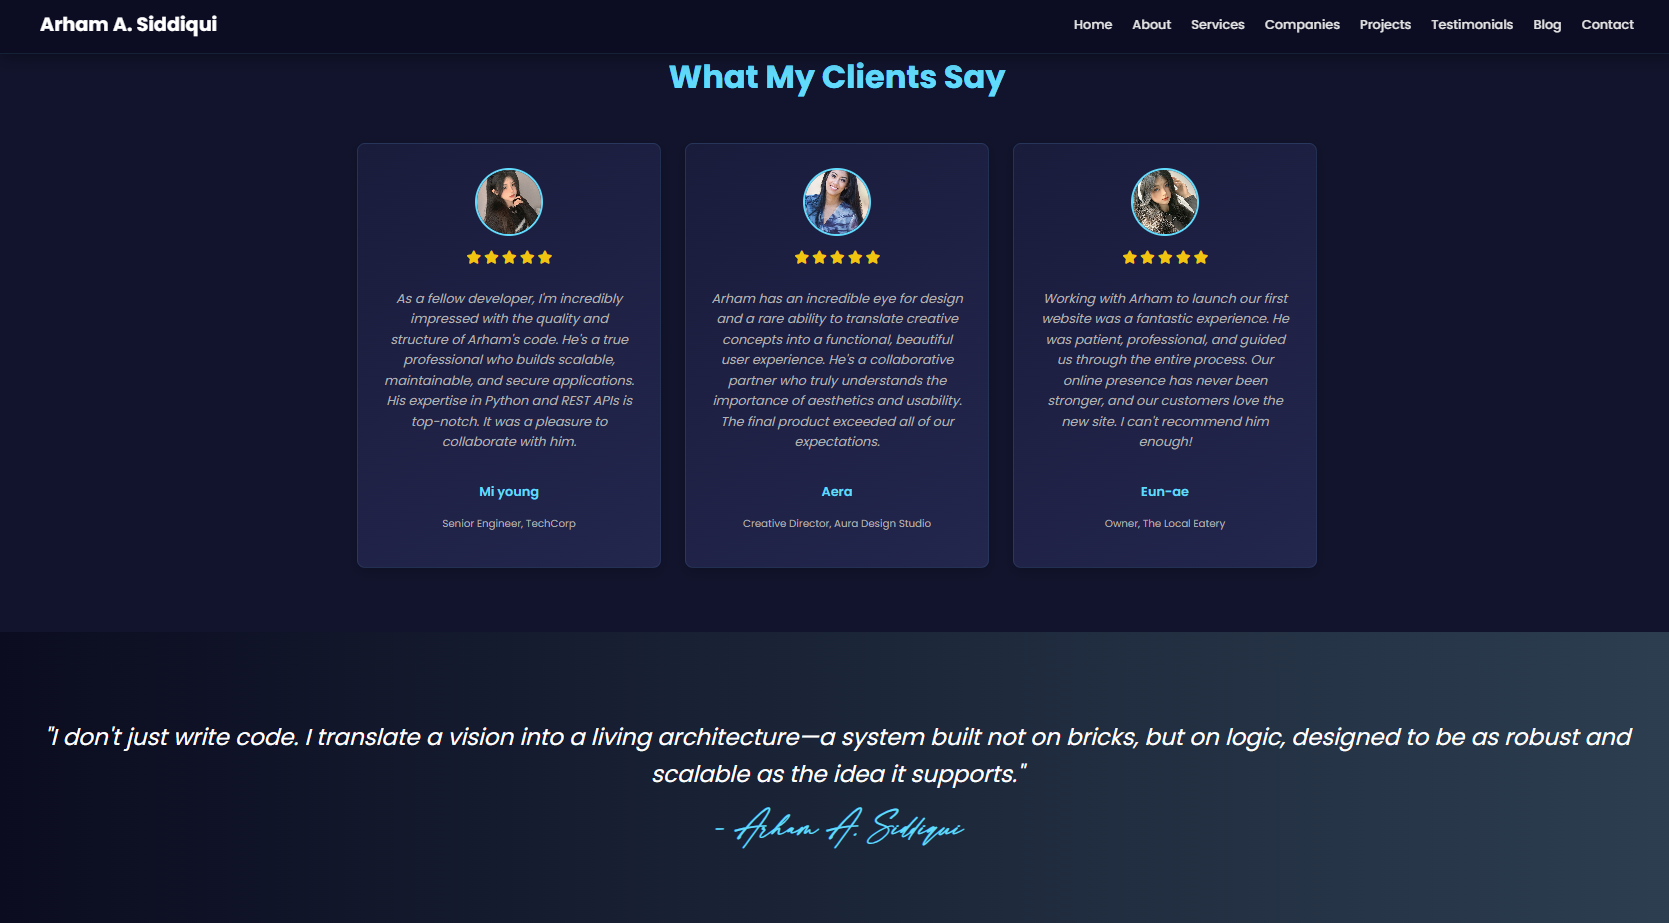 Arham A. Siddiqui
Home About Services Companies Projects Testimonials Blog Contact
What My Clients Say
As a fellow developer, I'm incredibly
impressed with the quality and
structure of Arham's code. He's a true
professional who builds scalable,
maintainable, and secure applications.
His expertise in Python and REST APIs is
top-notch. It was a pleasure to
collaborate with him.
Mi young
Senior Engineer, TechCorp
Arham has an incredible eye for design
and a rare ability to translate creative
concepts into a functional, beautiful
user experience. He's a collaborative
partner who truly understands the
importance of aesthetics and usability.
The final product exceeded all of our
expectations.
Aera
Creative Director, Aura Design Studio
Working with Arham to launch our first
website was a fantastic experience. He
was patient, professional, and guided
us through the entire process. Our
online presence has never been
stronger, and our customers love the
new site. I can't recommend him
enough!
Eun-ae
Owner, The Local Eatery
"I don't just write code. I translate a vision into a living architecture—a system built not on bricks, but on logic, designed to be as robust and
scalable as the idea it supports."
- Arham A. Siddiqui